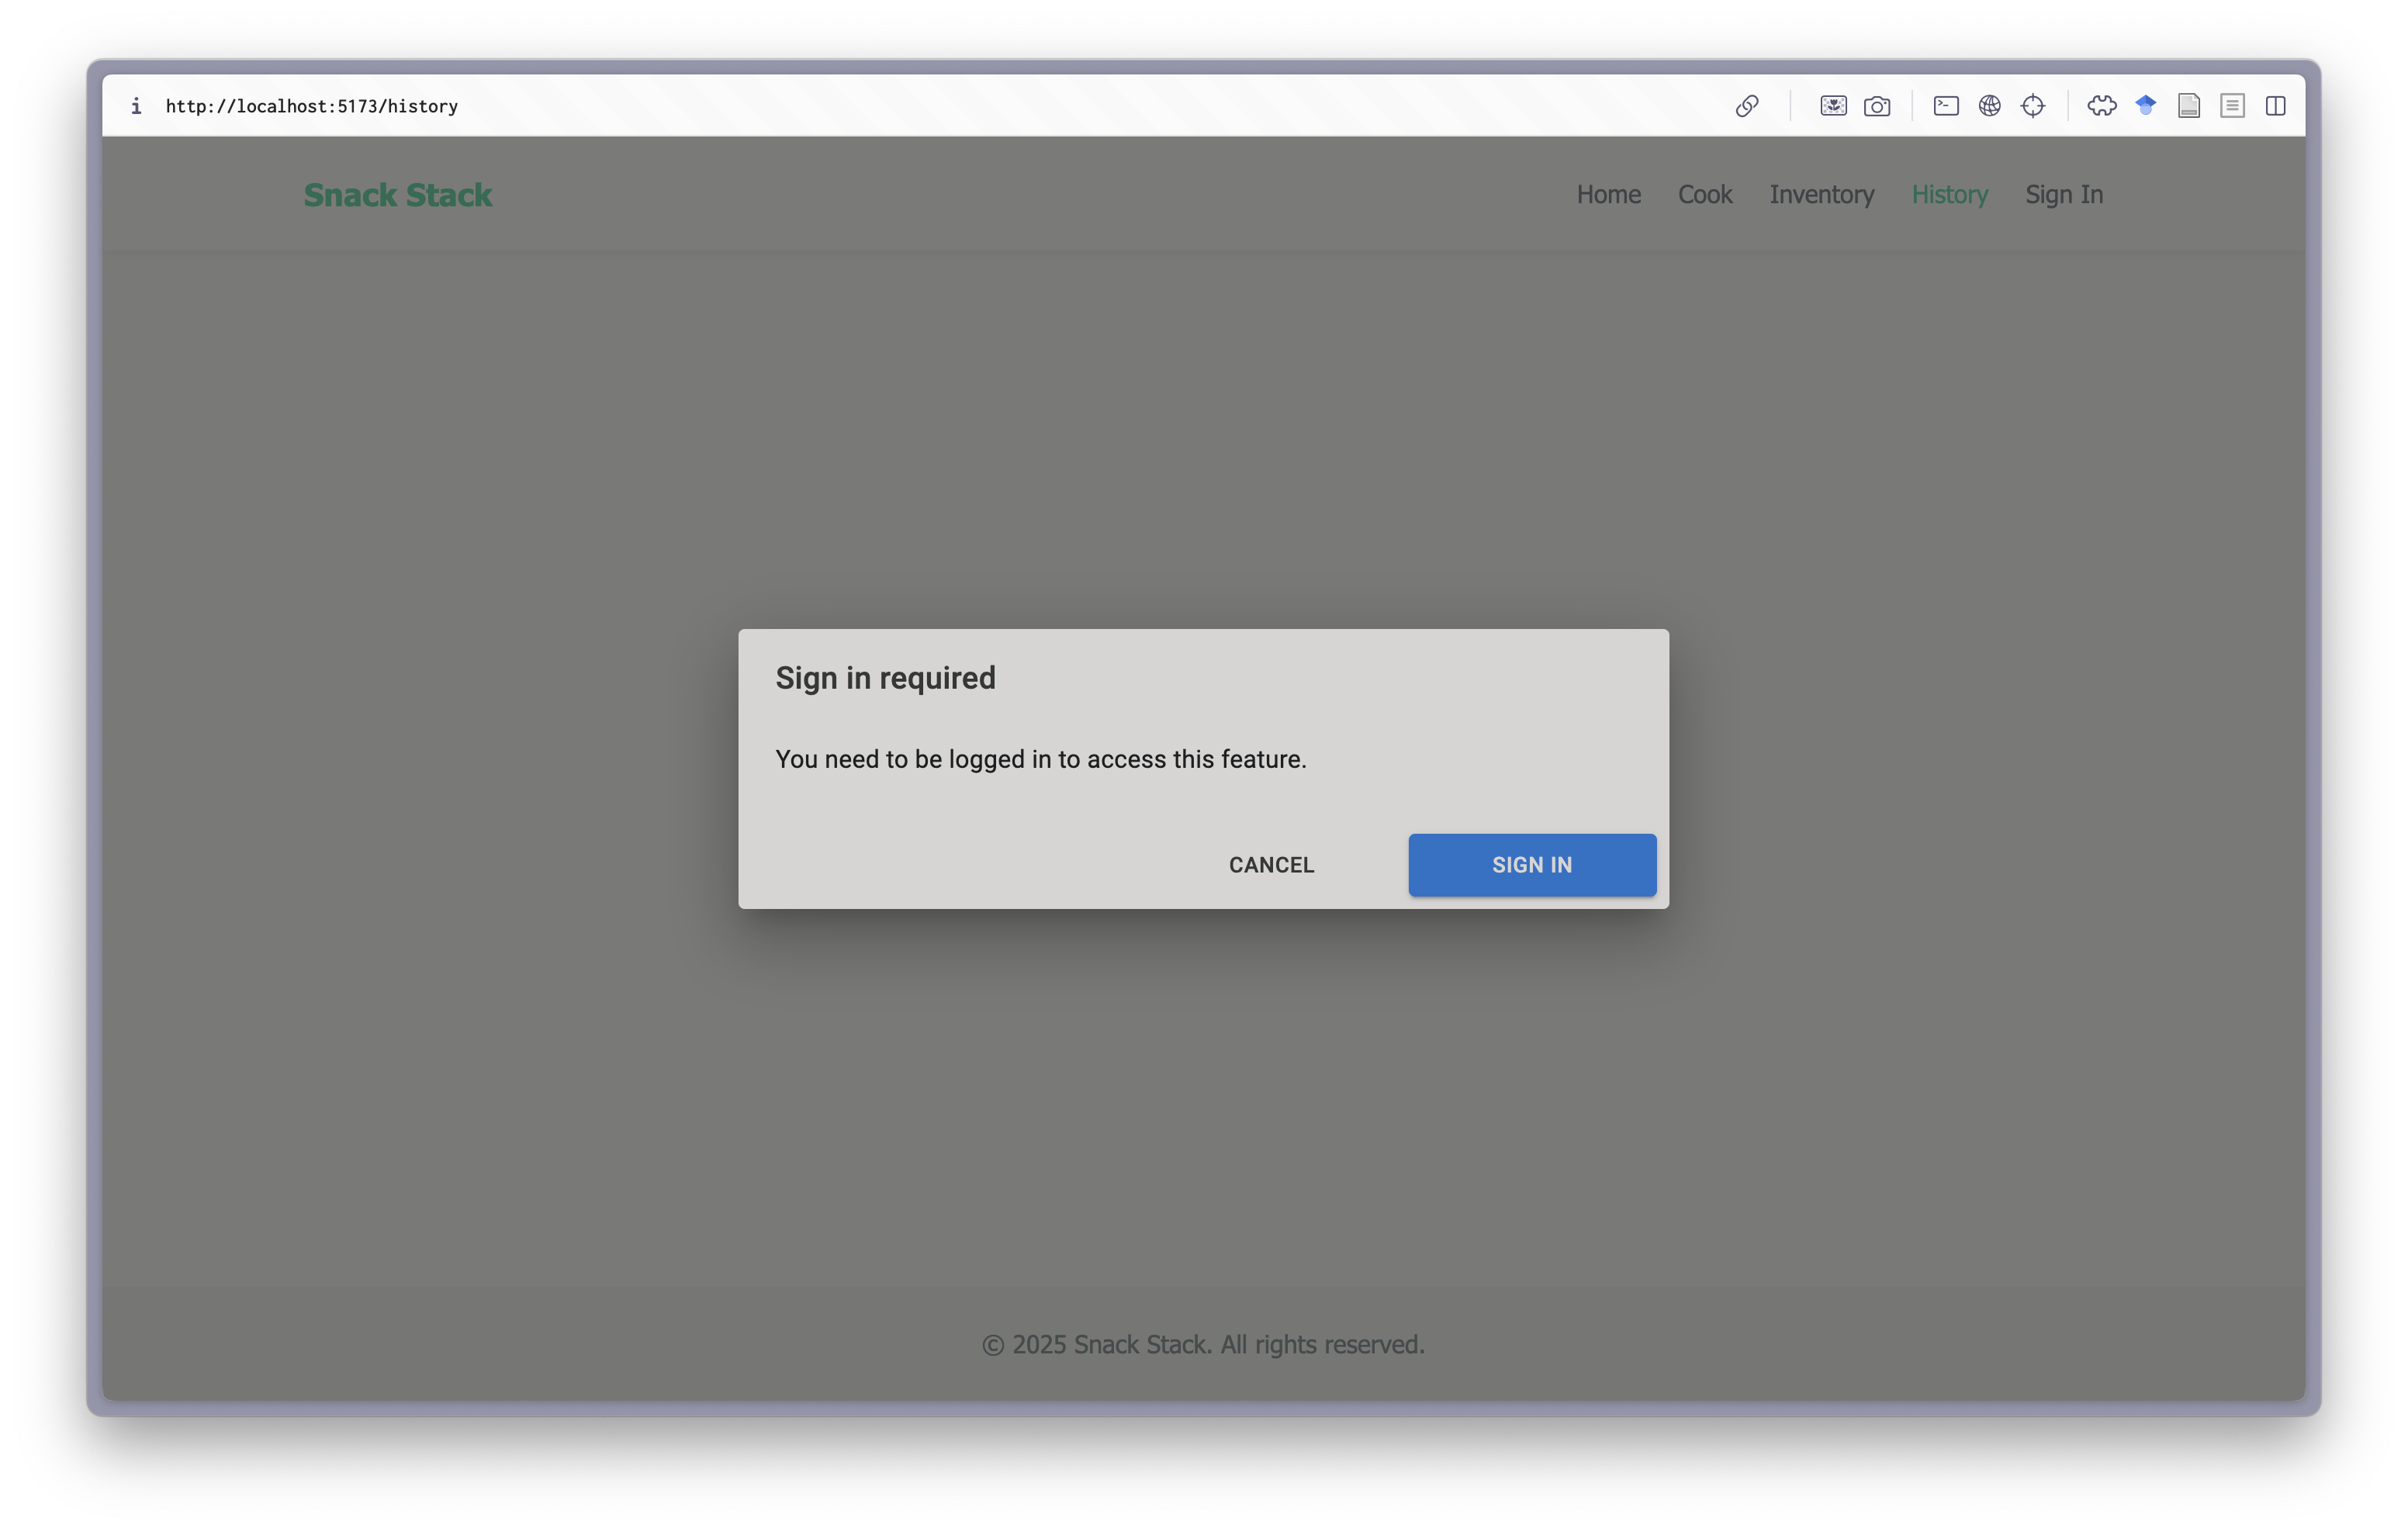 http://localhost:5173/history
Snack Stack
Home Cook Inventory History Sign In
Sign in required
You need to be logged in to access this feature.
CANCEL SIGN IN
© 2025 Snack Stack. All rights reserved.